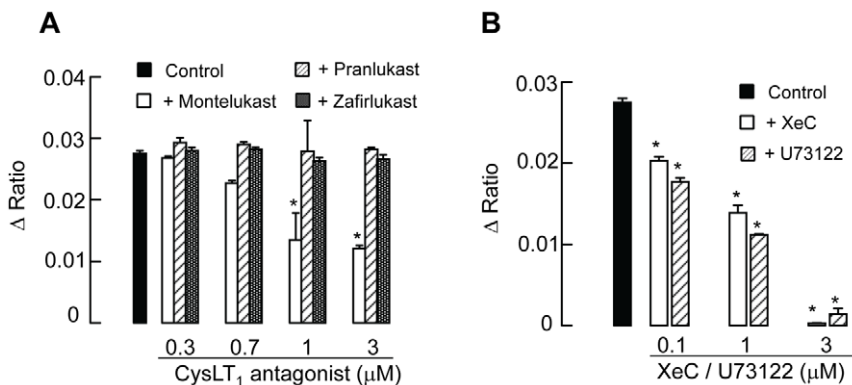 A
0.04
0.03
0.02
0.01
0
Δ Ratio
Control
+ Montelukast
+ Pranlukast
+ Zafirlukast
*
*
0.3 0.7 1 3
CysLT₁ antagonist (μM)
B
0.03
0.02
0.01
0
Δ Ratio
Control
+ XeC
+ U73122
* *
* *
* *
0.1 1 3
XeC / U73122 (μM)